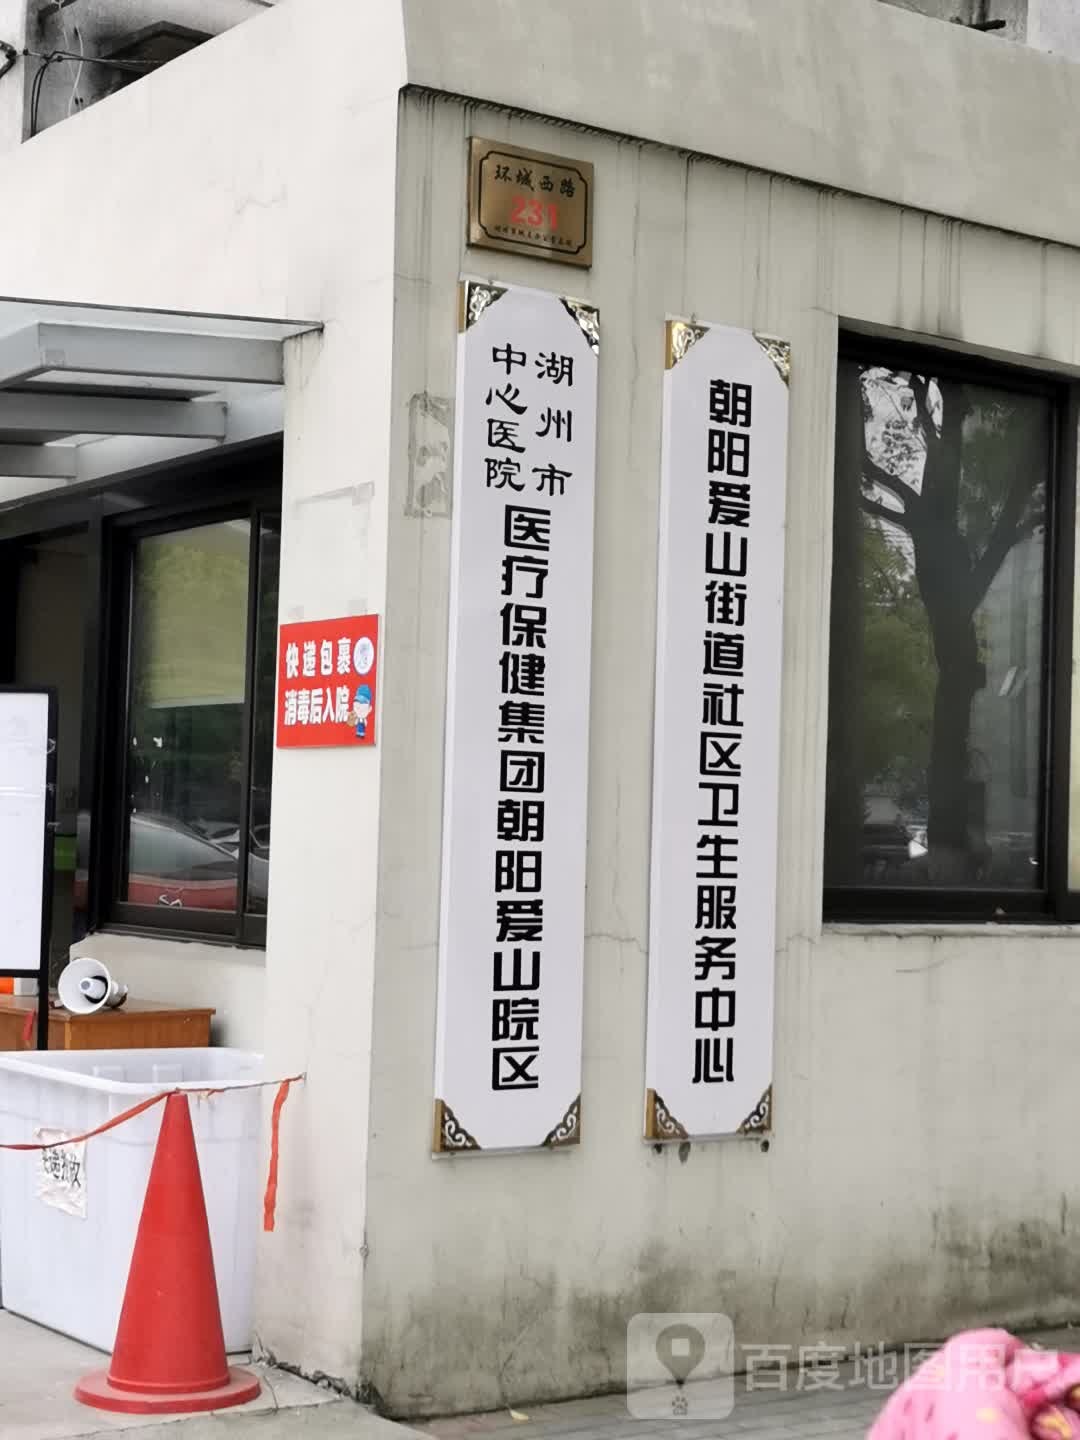 环城西路
231
湖州市
中心医院
医疗保健集团朝阳爱山院区
朝阳爱山街道社区卫生服务中心
快递包裹
消毒后入院
百度地图用户